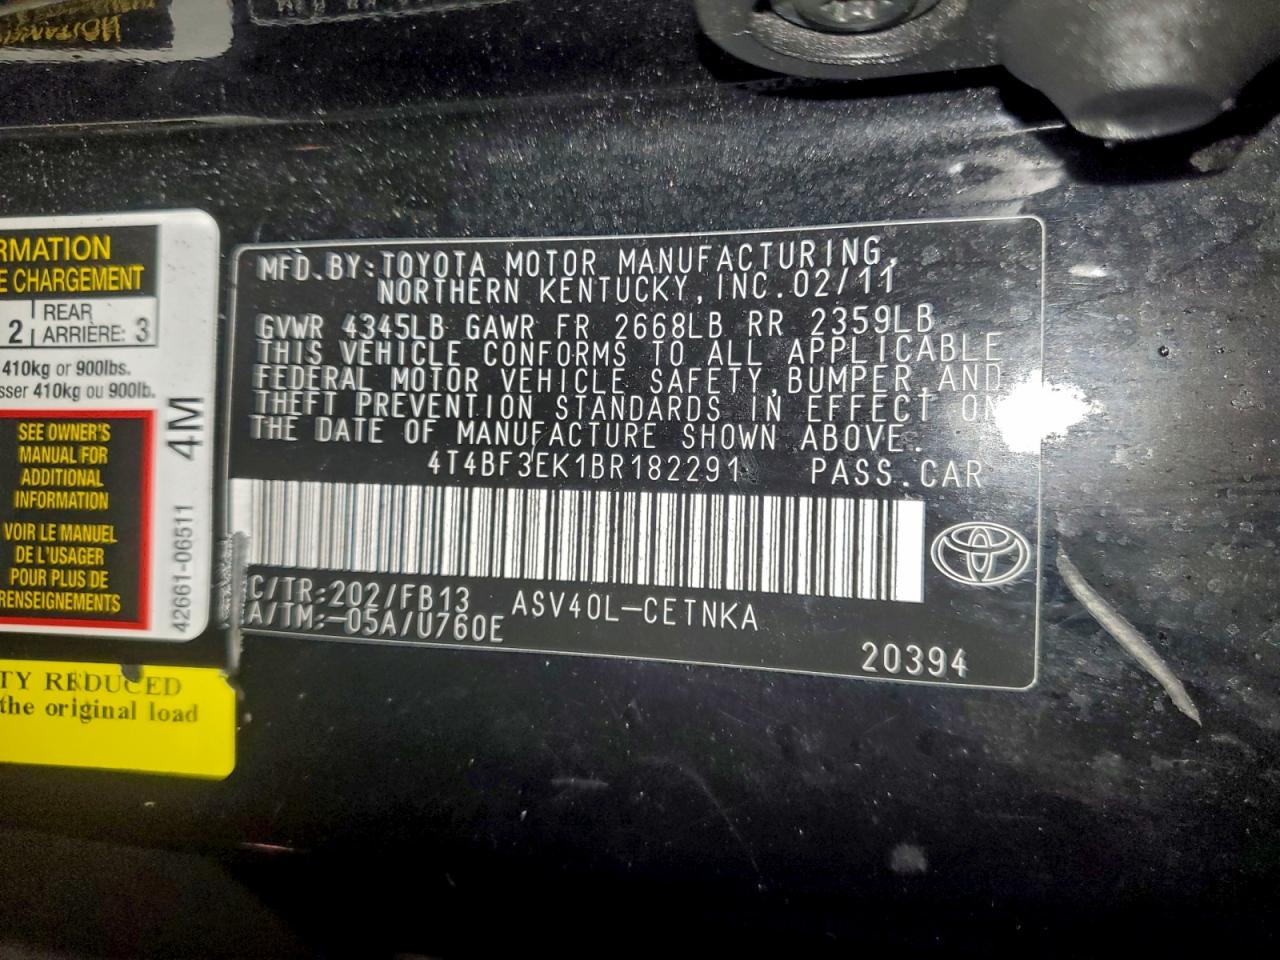 RMATION
E CHARGEMENT
2 REAR
ARRIÈRE: 3
410kg or 900lbs.
sser 410kg ou 900lb.
SEE OWNER'S
MANUAL FOR
ADDITIONAL
INFORMATION
VOIR LE MANUEL
DE L'USAGER
POUR PLUS DE
RENSEIGNEMENTS
4M
42661-06511
TY REDUCED
the original load
MFD.BY:TOYOTA MOTOR MANUFACTURING,
NORTHERN KENTUCKY,INC.02/11
GVWR 4345LB GAWR FR 2668LB RR 2359LB
THIS VEHICLE CONFORMS TO ALL APPLICABLE
FEDERAL MOTOR VEHICLE SAFETY,BUMPER,AND
THEFT PREVENTION STANDARDS IN EFFECT ON
THE DATE OF MANUFACTURE SHOWN ABOVE.
4T4BF3EK1BR182291 PASS.CAR
C/TR:202/FB13 ASV40L-CETNKA
A/TM:-05A/U760E
20394